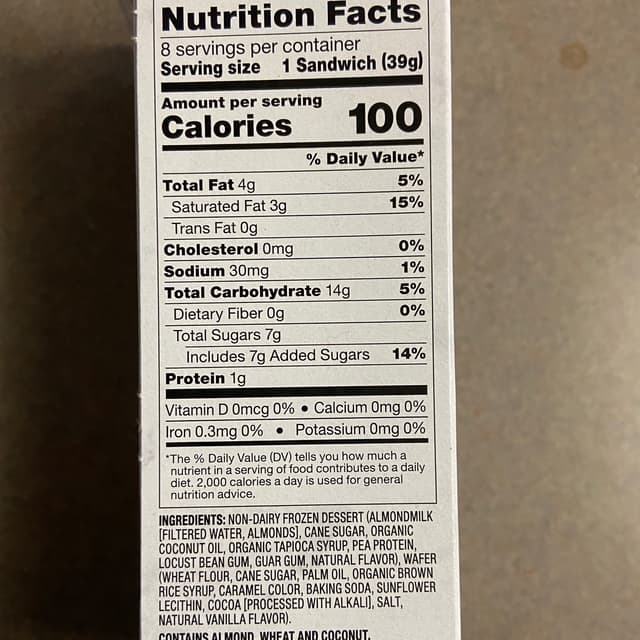 Nutrition Facts
8 servings per container
Serving size 1 Sandwich (39g)
Amount per serving
Calories 100
% Daily Value*
Total Fat 4g 5%
Saturated Fat 3g 15%
Trans Fat 0g
Cholesterol 0mg 0%
Sodium 30mg 1%
Total Carbohydrate 14g 5%
Dietary Fiber 0g 0%
Total Sugars 7g
Includes 7g Added Sugars 14%
Protein 1g
Vitamin D 0mcg 0% • Calcium 0mg 0%
Iron 0.3mg 0% • Potassium 0mg 0%
*The % Daily Value (DV) tells you how much a
nutrient in a serving of food contributes to a daily
diet. 2,000 calories a day is used for general
nutrition advice.
INGREDIENTS: NON-DAIRY FROZEN DESSERT (ALMONDMILK
[FILTERED WATER, ALMONDS], CANE SUGAR, ORGANIC
COCONUT OIL, ORGANIC TAPIOCA SYRUP, PEA PROTEIN,
LOCUST BEAN GUM, GUAR GUM, NATURAL FLAVOR), WAFER
(WHEAT FLOUR, CANE SUGAR, PALM OIL, ORGANIC BROWN
RICE SYRUP, CARAMEL COLOR, BAKING SODA, SUNFLOWER
LECITHIN, COCOA [PROCESSED WITH ALKALI], SALT,
NATURAL VANILLA FLAVOR).
CONTAINS ALMOND, WHEAT AND COCONUT.